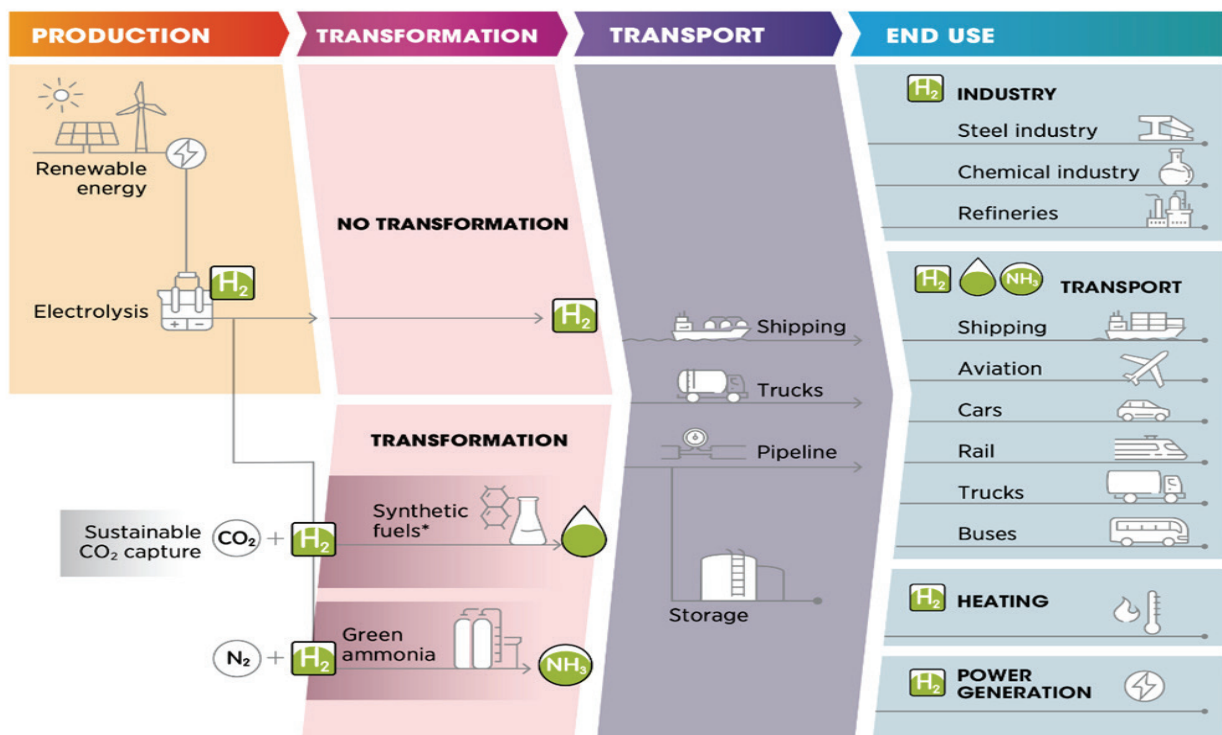 PRODUCTION
TRANSFORMATION
TRANSPORT
END USE
Renewable
energy
Electrolysis
H₂
NO TRANSFORMATION
H₂
TRANSFORMATION
Sustainable
CO₂ capture
CO₂ + H₂
Synthetic
fuels*
N₂ + H₂
Green
ammonia
NH₃
Shipping
Trucks
Pipeline
Storage
H₂ INDUSTRY
Steel industry
Chemical industry
Refineries
H₂ NH₃ TRANSPORT
Shipping
Aviation
Cars
Rail
Trucks
Buses
H₂ HEATING
H₂ POWER
GENERATION